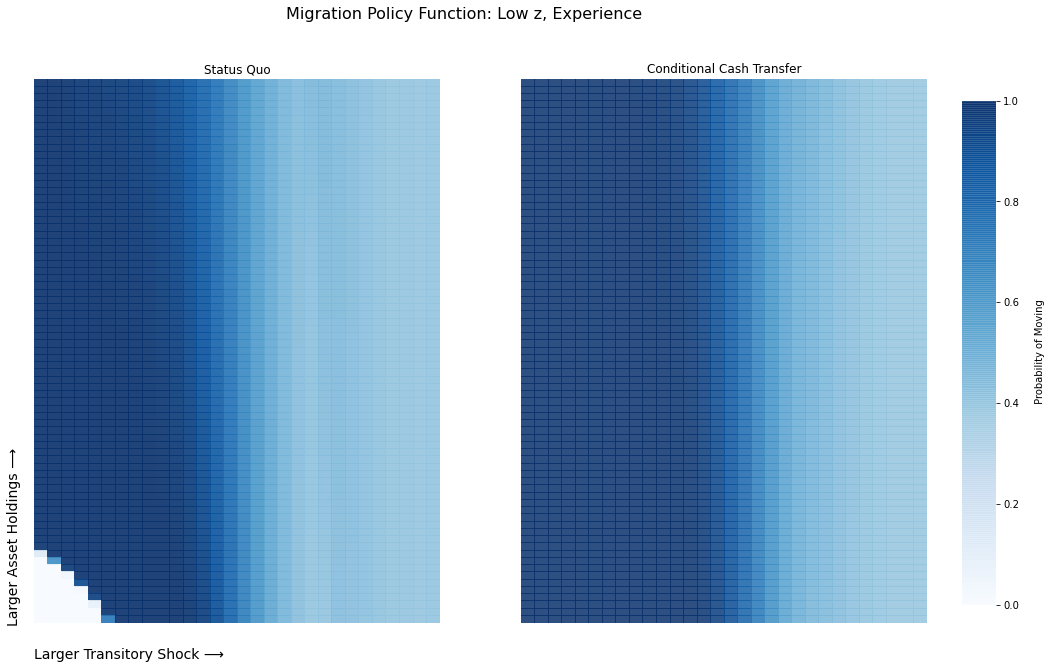 Migration Policy Function: Low z, Experience
Status Quo
Conditional Cash Transfer
1.0
0.8
0.6
0.4
0.2
0.0
Probability of Moving
Larger Asset Holdings ⟶
Larger Transitory Shock ⟶